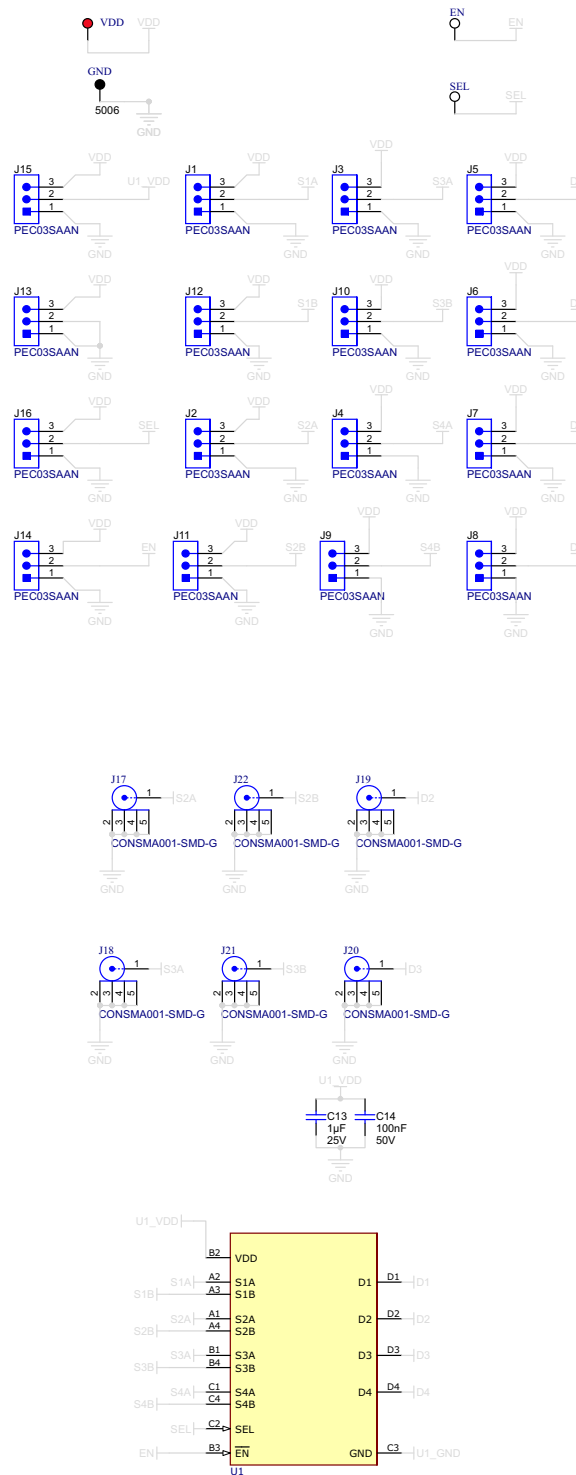 VDD VDD EN EN
GND SEL SEL
5006
GND
VDD VDD VDD VDD
J15 U1_VDD J1 S1A J3 S3A J5 D
3 3 3 3
2 2 2 2
1 1 1 1
PEC03SAAN PEC03SAAN PEC03SAAN PEC03SAAN
GND GND GND GND
VDD VDD VDD VDD
J13 J12 S1B J10 S3B J6 D
3 3 3 3
2 2 2 2
1 1 1 1
PEC03SAAN PEC03SAAN PEC03SAAN PEC03SAAN
GND GND GND GND
VDD VDD VDD VDD
J16 SEL J2 S2A J4 S4A J7 D
3 3 3 3
2 2 2 2
1 1 1 1
PEC03SAAN PEC03SAAN PEC03SAAN PEC03SAAN
GND GND GND GND
VDD VDD VDD VDD
J14 EN J11 S2B J9 S4B J8 D
3 3 3 3
2 2 2 2
1 1 1 1
PEC03SAAN PEC03SAAN PEC03SAAN PEC03SAAN
GND GND GND GND
J17 J22 J19
1 S2A 1 S2B 1 D2
2 3 4 5 2 3 4 5 2 3 4 5
CONSMA001-SMD-G CONSMA001-SMD-G CONSMA001-SMD-G
GND GND GND
J18 J21 J20
1 S3A 1 S3B 1 D3
2 3 4 5 2 3 4 5 2 3 4 5
CONSMA001-SMD-G CONSMA001-SMD-G CONSMA001-SMD-G
GND GND GND
U1_VDD
C13 C14
1µF 100nF
25V 50V
GND
U1_VDD
B2 VDD
S1A A2 S1A D1 D1 D1
S1B A3 S1B
S2A A1 S2A D2 D2 D2
S2B A4 S2B
S3A B1 S3A D3 D3 D3
S3B B4 S3B
S4A C1 S4A D4 D4 D4
S4B C4 S4B
SEL C2 SEL
EN B3 EN GND C3 U1_GND
U1